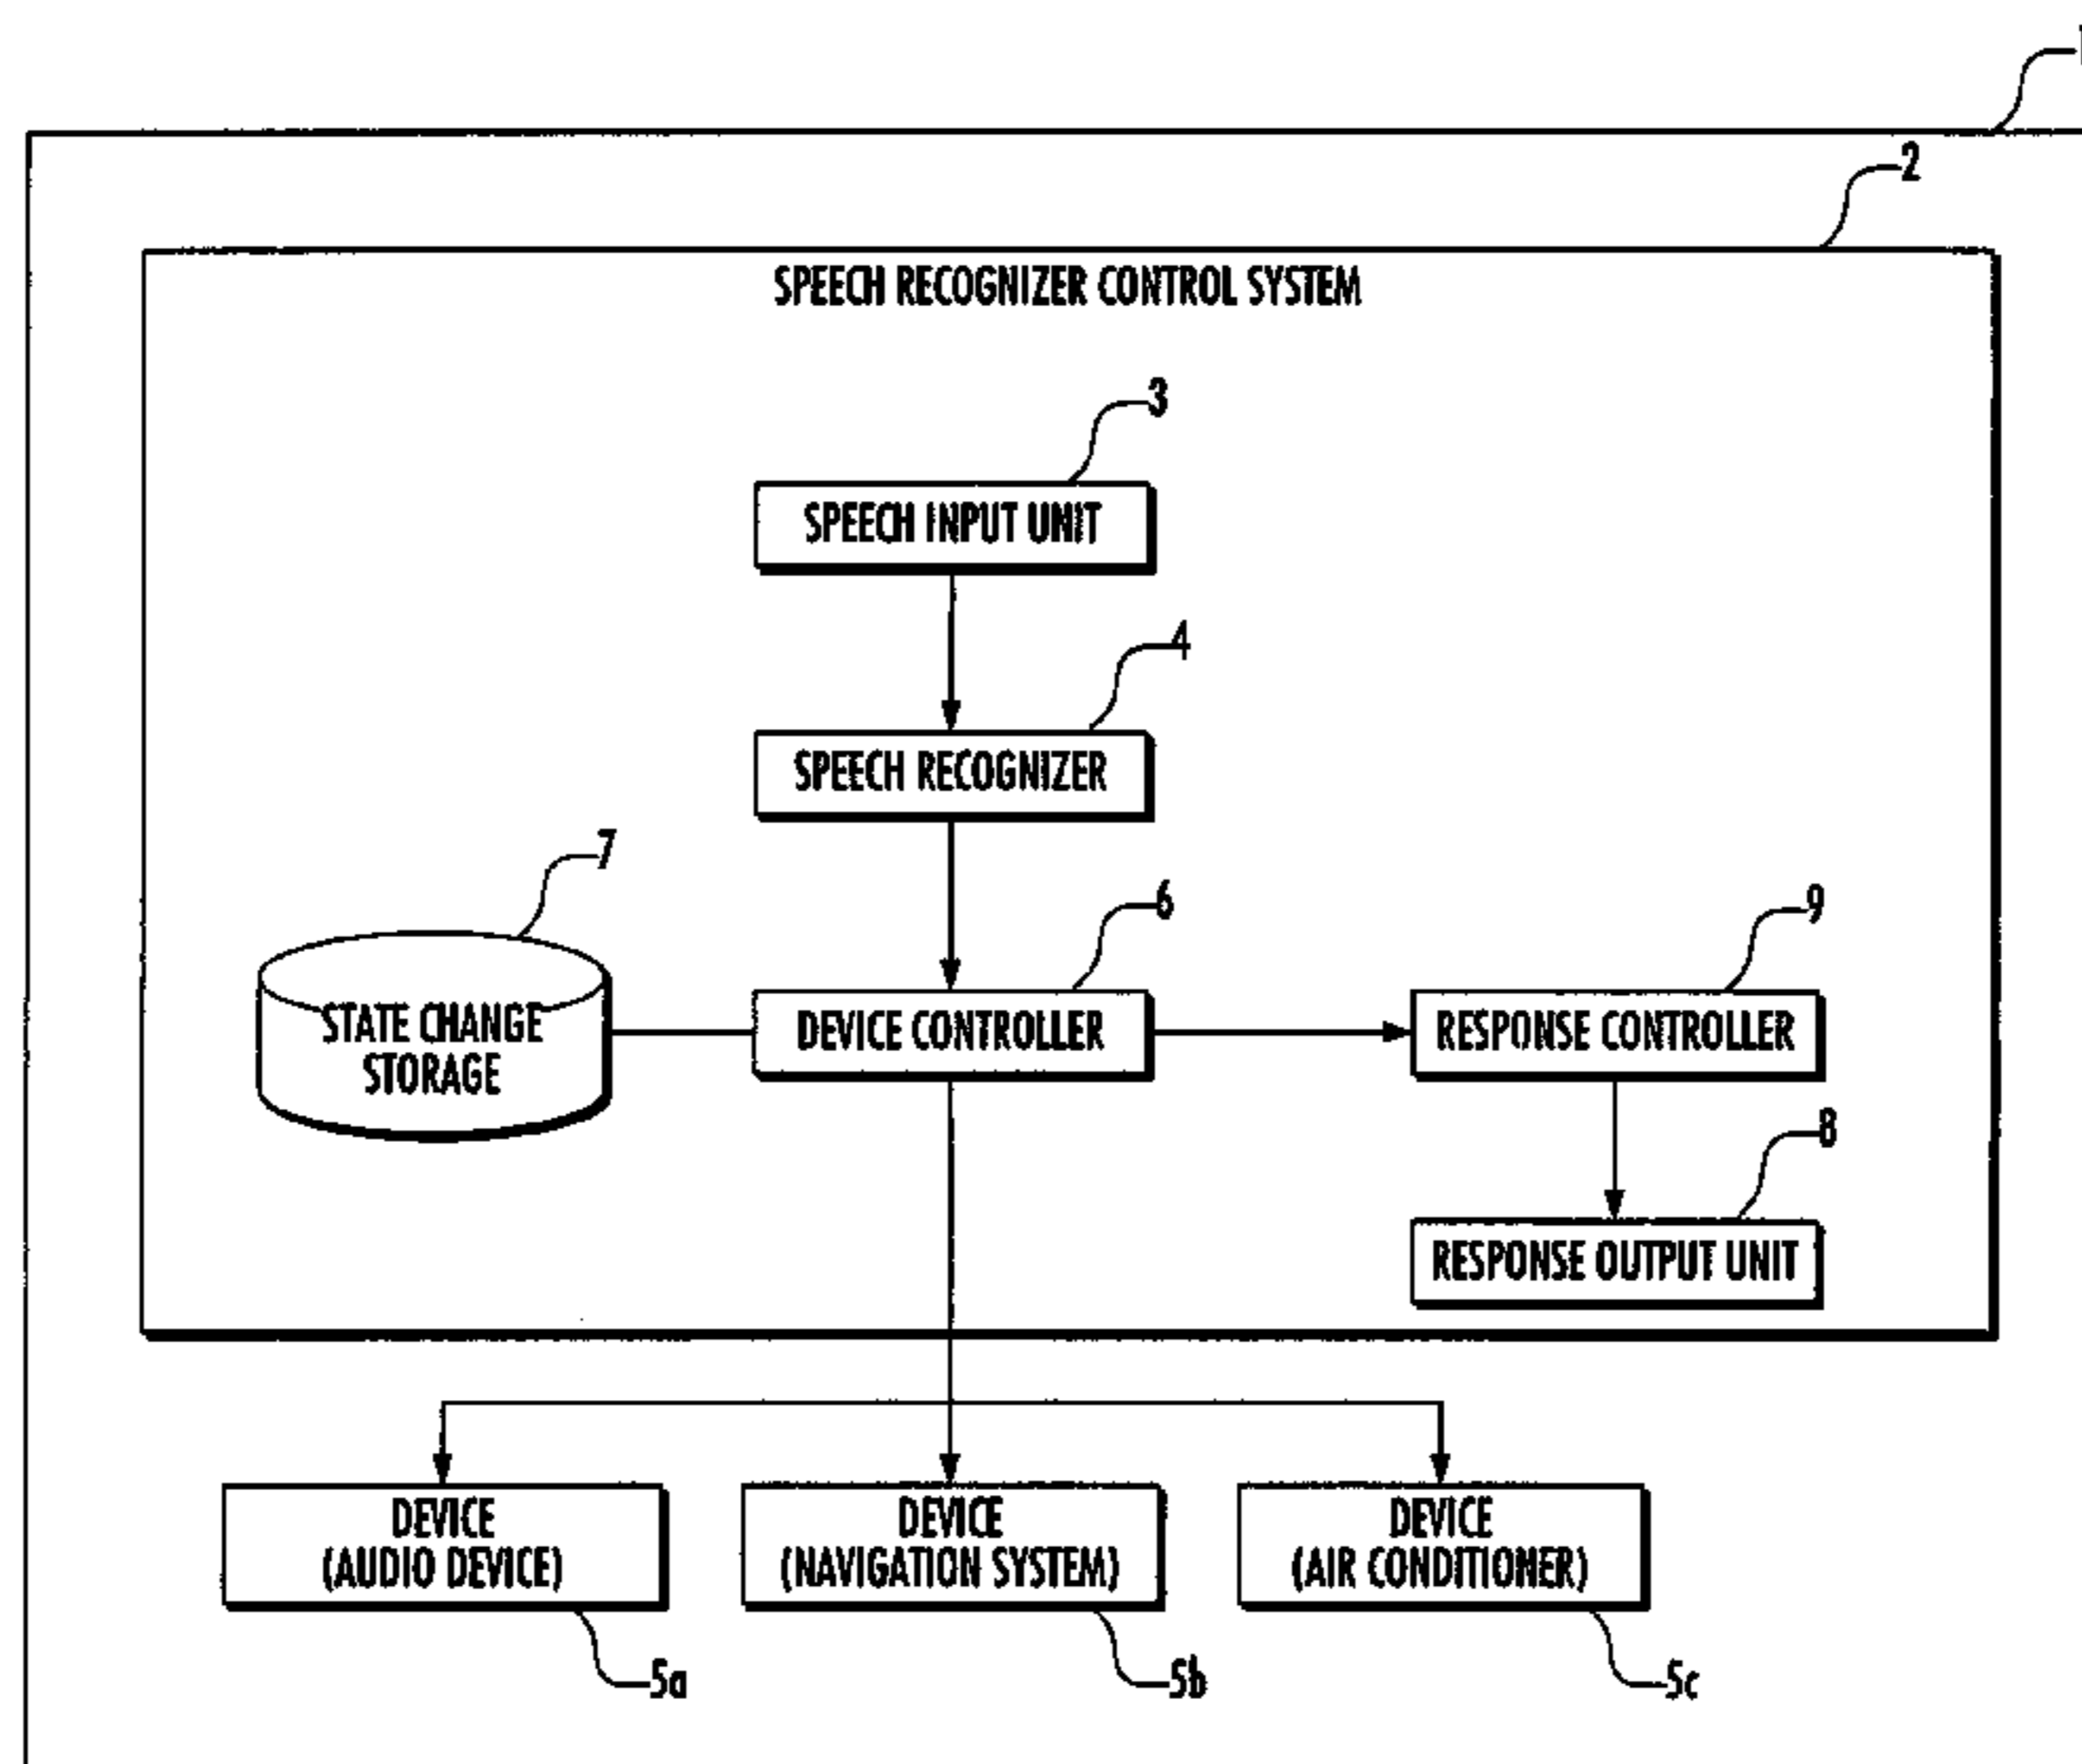 1
2
SPEECH RECOGNIZER CONTROL SYSTEM
3
SPEECH INPUT UNIT
4
SPEECH RECOGNIZER
7
6
9
STATE CHANGE
STORAGE
DEVICE CONTROLLER
RESPONSE CONTROLLER
8
RESPONSE OUTPUT UNIT
DEVICE
(AUDIO DEVICE)
DEVICE
(NAVIGATION SYSTEM)
DEVICE
(AIR CONDITIONER)
5a
5b
5c